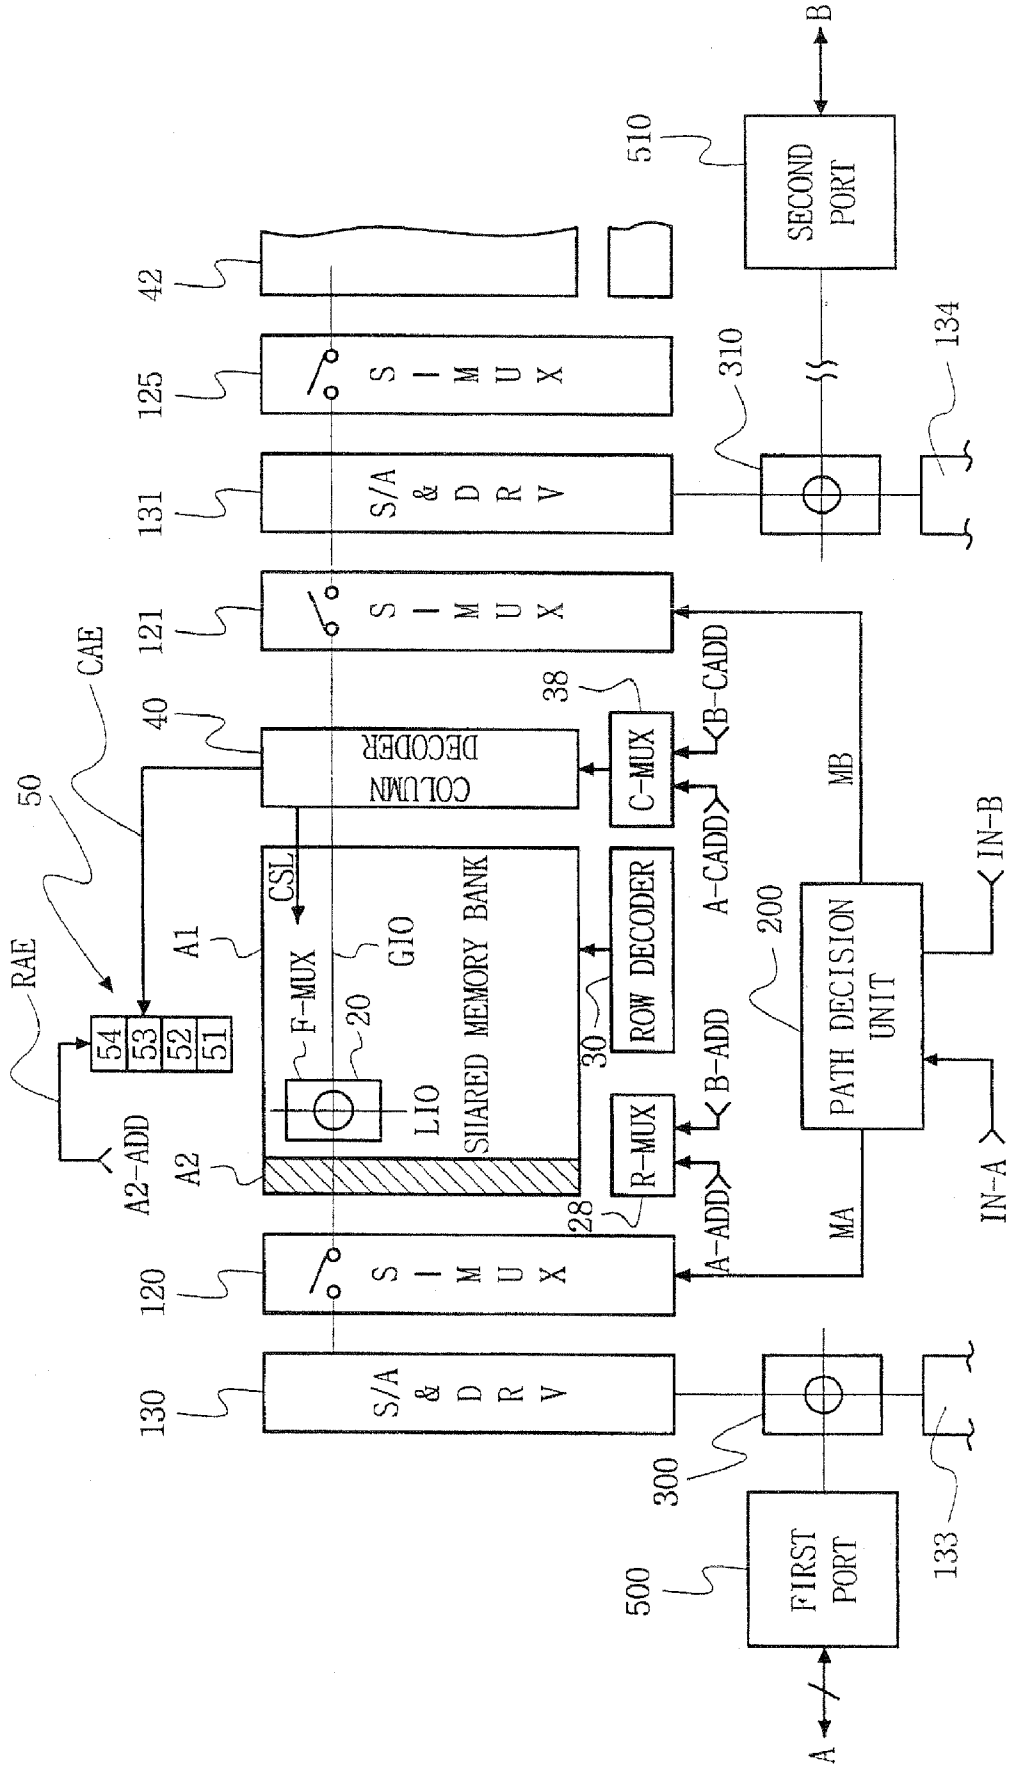 RAE
50
CAE
A2-ADD
54
53
52
51
130
120
A2
A1
40
121
131
125
42
S/A
&
D
R
V
S
I
M
U
X
F-MUX
CSL
20
LIO
GIO
SHARED MEMORY BANK
COLUMN
DECODER
S
I
M
U
X
S/A
&
D
R
V
S
I
M
U
X
28
R-MUX
30
ROW DECODER
C-MUX
38
A-ADD
B-ADD
A-CADD
B-CADD
500
300
MA
200
MB
310
510
A
FIRST
PORT
PATH DECISION
UNIT
SECOND
PORT
B
133
IN-A
IN-B
134